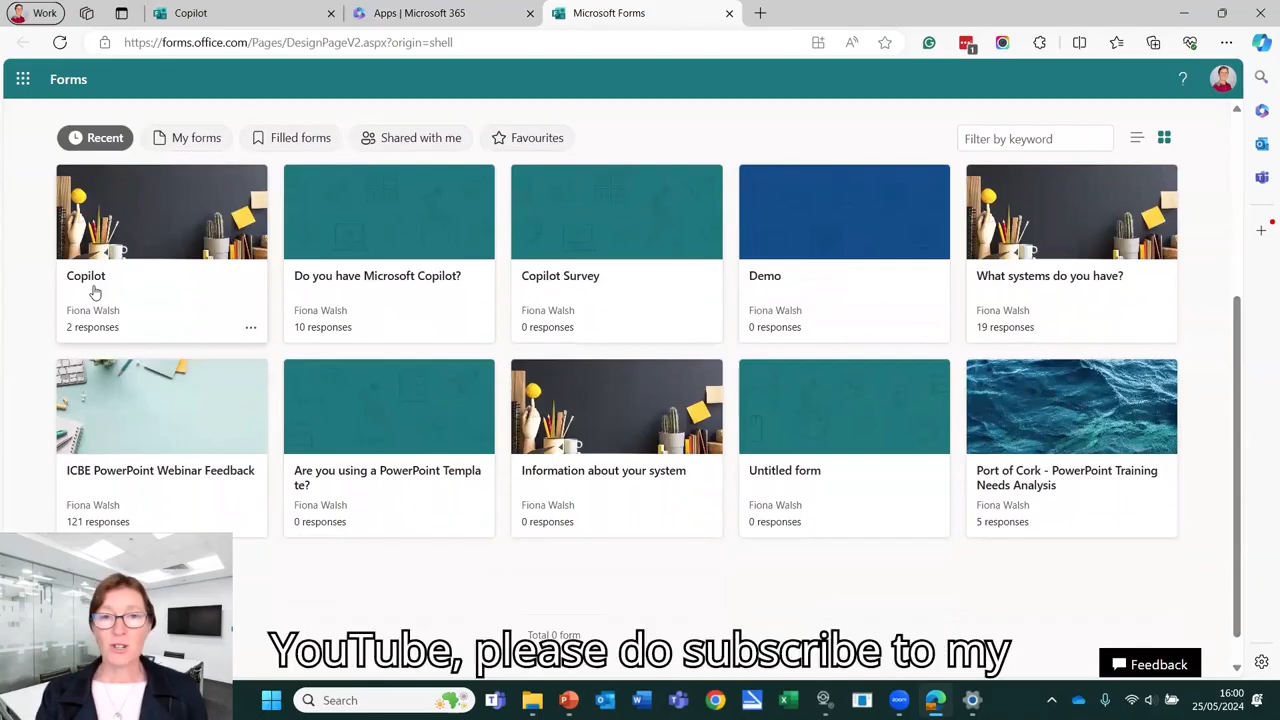 Work
Copilot
Apps | Microsoft 365
Microsoft Forms
https://forms.office.com/Pages/DesignPageV2.aspx?origin=shell
1
Forms
?
Recent
My forms
Filled forms
Shared with me
Favourites
Filter by keyword
Copilot
Fiona Walsh
2 responses
Do you have Microsoft Copilot?
Fiona Walsh
10 responses
Copilot Survey
Fiona Walsh
0 responses
Demo
Fiona Walsh
0 responses
What systems do you have?
Fiona Walsh
19 responses
ICBE PowerPoint Webinar Feedback
Fiona Walsh
121 responses
Are you using a PowerPoint Templa
te?
Fiona Walsh
0 responses
Information about your system
Fiona Walsh
0 responses
Untitled form
Fiona Walsh
0 responses
Port of Cork - PowerPoint Training
Needs Analysis
Fiona Walsh
5 responses
Total 0 form
YouTube, please do subscribe to my
Feedback
Search
16:00
25/05/2024